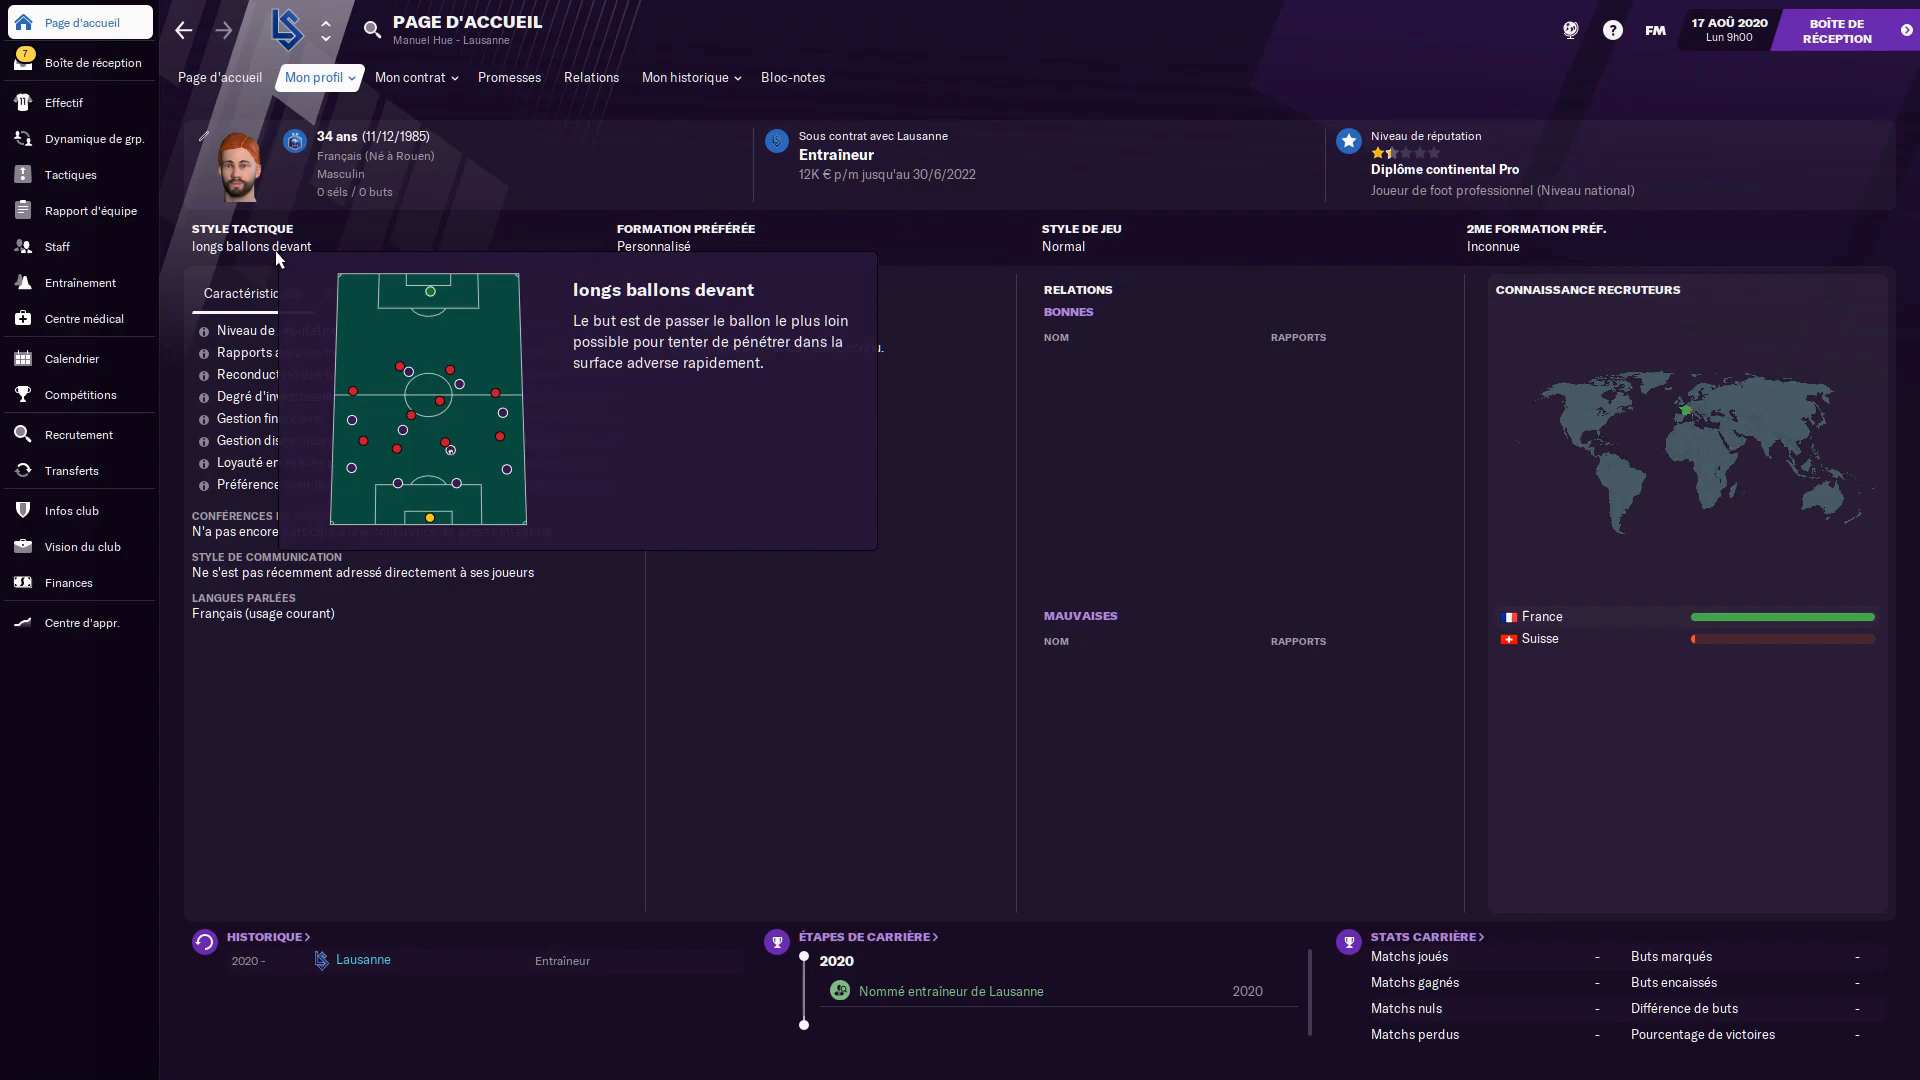 Page d'accueil
7
Boîte de réception
Effectif
Dynamique de grp.
Tactiques
Rapport d'équipe
Staff
Entraînement
Centre médical
Calendrier
Compétitions
Recrutement
Transferts
Infos club
Vision du club
Finances
Centre d'appr.
PAGE D'ACCUEIL
Manuel Hue - Lausanne
FM
17 AOÛ 2020
Lun 9h00
BOÎTE DE
RÉCEPTION
Page d'accueil Mon profil Mon contrat Promesses Relations Mon historique Bloc-notes
34 ans (11/12/1985)
Français (Né à Rouen)
Masculin
0 séls / 0 buts
Sous contrat avec Lausanne
Entraîneur
12K € p/m jusqu'au 30/6/2022
Niveau de réputation
Diplôme continental Pro
Joueur de foot professionnel (Niveau national)
STYLE TACTIQUE
longs ballons devant
FORMATION PRÉFÉRÉE
Personnalisé
STYLE DE JEU
Normal
2ME FORMATION PRÉF.
Inconnue
Caractéristiq
Niveau de
Rapports a
Reconduct
Degré d'in
Gestion fin
Gestion dis
Loyauté en
Préférence
CONFÉRENCES
N'a pas encore
STYLE DE COMMUNICATION
Ne s'est pas récemment adressé directement à ses joueurs
LANGUES PARLÉES
Français (usage courant)
longs ballons devant
Le but est de passer le ballon le plus loin
possible pour tenter de pénétrer dans la
surface adverse rapidement.
RELATIONS
BONNES
NOM RAPPORTS
MAUVAISES
NOM RAPPORTS
CONNAISSANCE RECRUTEURS
France
Suisse
HISTORIQUE
2020 - Lausanne Entraîneur
ÉTAPES DE CARRIÈRE
2020
Nommé entraîneur de Lausanne 2020
STATS CARRIÈRE
Matchs joués - Buts marqués -
Matchs gagnés - Buts encaissés -
Matchs nuls - Différence de buts -
Matchs perdus - Pourcentage de victoires -